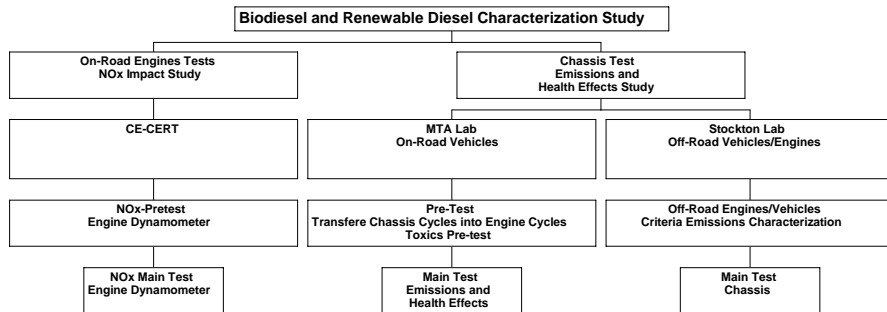 Biodiesel and Renewable Diesel Characterization Study
On-Road Engines Tests
NOx Impact Study
Chassis Test
Emissions and
Health Effects Study
CE-CERT
MTA Lab
On-Road Vehicles
Stockton Lab
Off-Road Vehicles/Engines
NOx-Pretest
Engine Dynamometer
Pre-Test
Transfere Chassis Cycles into Engine Cycles
Toxics Pre-test
Off-Road Engines/Vehicles
Criteria Emissions Characterization
NOx Main Test
Engine Dynamometer
Main Test
Emissions and
Health Effects
Main Test
Chassis